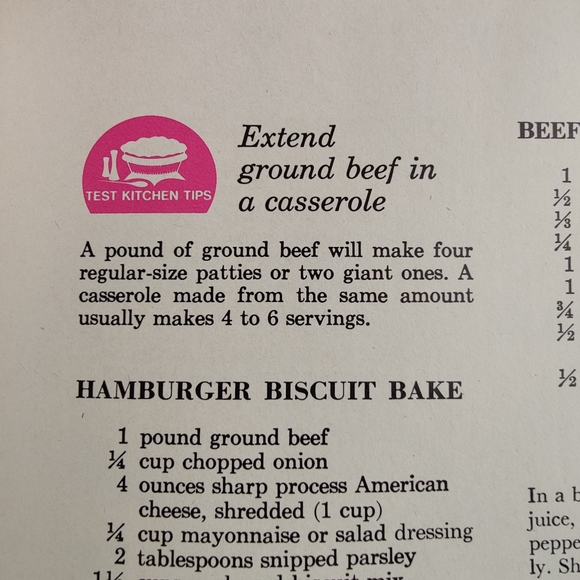 TEST KITCHEN TIPS
Extend
ground beef in
a casserole
A pound of ground beef will make four
regular-size patties or two giant ones. A
casserole made from the same amount
usually makes 4 to 6 servings.
HAMBURGER BISCUIT BAKE
1 pound ground beef
¼ cup chopped onion
4 ounces sharp process American
cheese, shredded (1 cup)
¼ cup mayonnaise or salad dressing
2 tablespoons snipped parsley
BEEF
1
½
⅓
¼
1
1
¾
½
½
In a b
juice,
peppe
ly. Sh